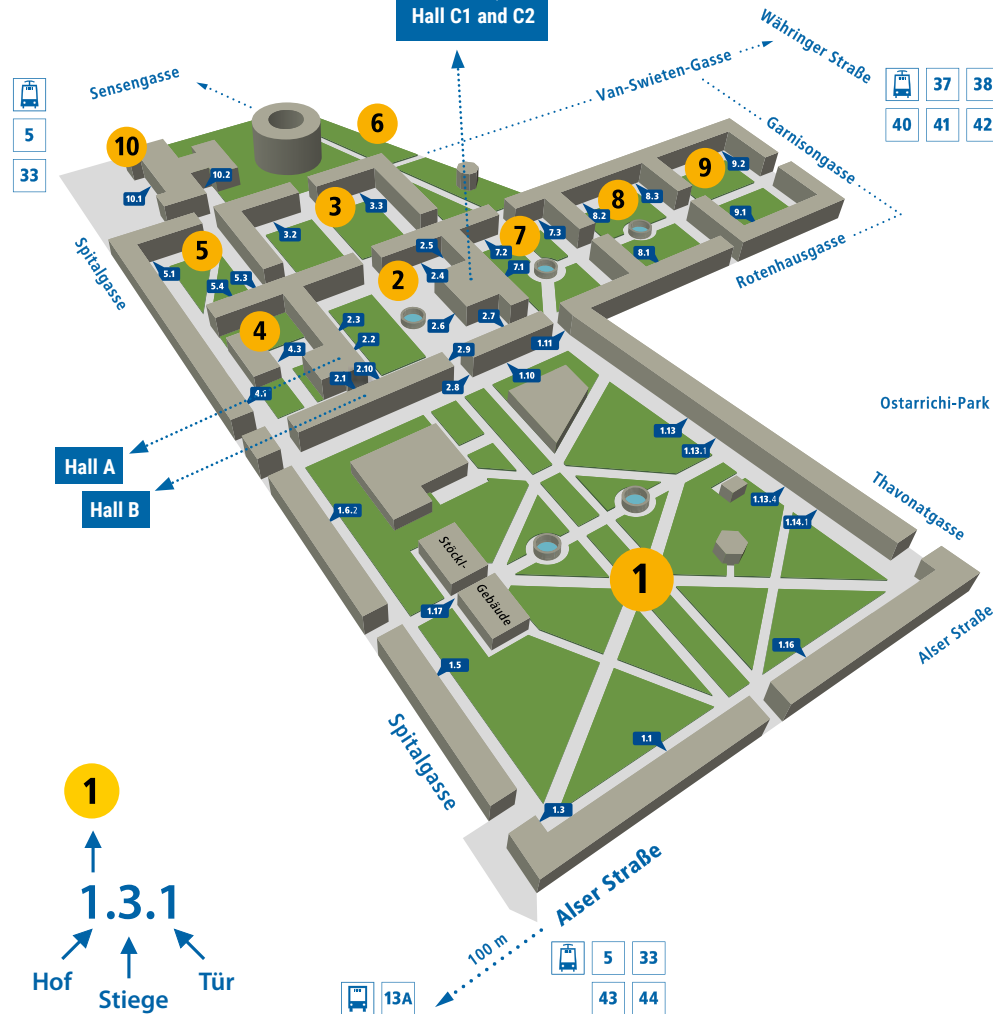 Hall C1 and C2
Währinger Straße
37 38
40 41 42
Van-Swieten-Gasse
Sensengasse
5
33
Garnisongasse
6
10
10.2
10.1
9
9.2
9.1
8
8.3
8.2
8.1
3
3.3
3.2
7
7.3
7.2
7.1
Rotenhausgasse
5
5.1
5.3
5.4
Spitalgasse
2
2.5
2.4
2.6
2.7
2.3
2.2
2.9
2.10
2.1
2.8
4
4.3
1.11
1.10
Ostarrichi-Park
Hall A
Hall B
1.13
1.13.1
1.13.4
1.14.1
Thavonatgasse
1.6.2
Stöckl-
Gebäude
1
1.17
1.5
1.16
Alser Straße
Spitalgasse
1.1
1.3
Alser Straße
100 m
5 33
43 44
13A
1
1.3.1
Hof
Stiege
Tür